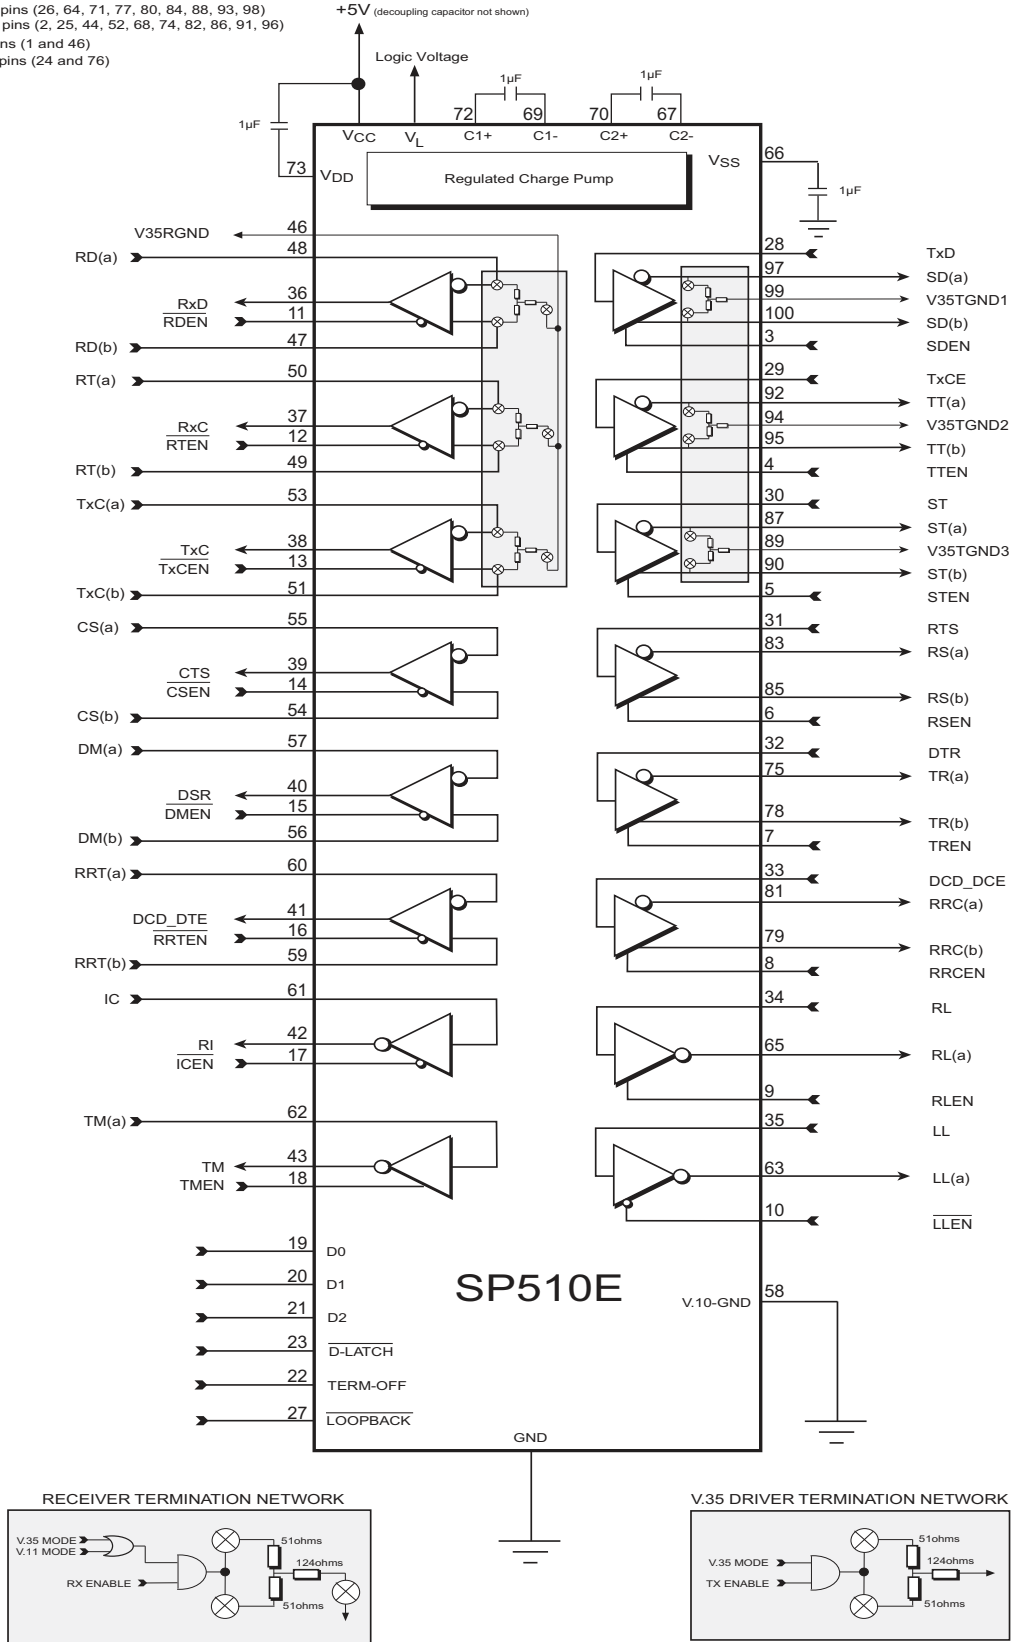 pins (26, 64, 71, 77, 80, 84, 88, 93, 98)
pins (2, 25, 44, 52, 68, 74, 82, 86, 91, 96)
ns (1 and 46)
pins (24 and 76)
+5V (decoupling capacitor not shown)
Logic Voltage
1µF
1µF
1µF
72 69 70 67
VCC VL C1+ C1- C2+ C2-
73 VDD
Regulated Charge Pump
VSS 66
1µF
V35RGND 46
RD(a) 48
RxD 36
RDEN 11
RD(b) 47
RT(a) 50
RxC 37
RTEN 12
RT(b) 49
TxC(a) 53
TxC 38
TxCEN 13
TxC(b) 51
CS(a) 55
CTS 39
CSEN 14
CS(b) 54
DM(a) 57
DSR 40
DMEN 15
DM(b) 56
RRT(a) 60
DCD_DTE 41
RRTEN 16
RRT(b) 59
IC 61
RI 42
ICEN 17
TM(a) 62
TM 43
TMEN 18
19 D0
20 D1
21 D2
23 D-LATCH
22 TERM-OFF
27 LOOPBACK
28 TxD
97 SD(a)
99 V35TGND1
100 SD(b)
3 SDEN
29 TxCE
92 TT(a)
94 V35TGND2
95 TT(b)
4 TTEN
30 ST
87 ST(a)
89 V35TGND3
90 ST(b)
5 STEN
31 RTS
83 RS(a)
85 RS(b)
6 RSEN
32 DTR
75 TR(a)
78 TR(b)
7 TREN
33 DCD_DCE
81 RRC(a)
79 RRC(b)
8 RRCEN
34 RL
65 RL(a)
9 RLEN
35 LL
63 LL(a)
10 LLEN
SP510E
V.10-GND 58
GND
RECEIVER TERMINATION NETWORK
V.35 MODE
V.11 MODE
RX ENABLE
51ohms
124ohms
51ohms
V.35 DRIVER TERMINATION NETWORK
V.35 MODE
TX ENABLE
51ohms
124ohms
51ohms